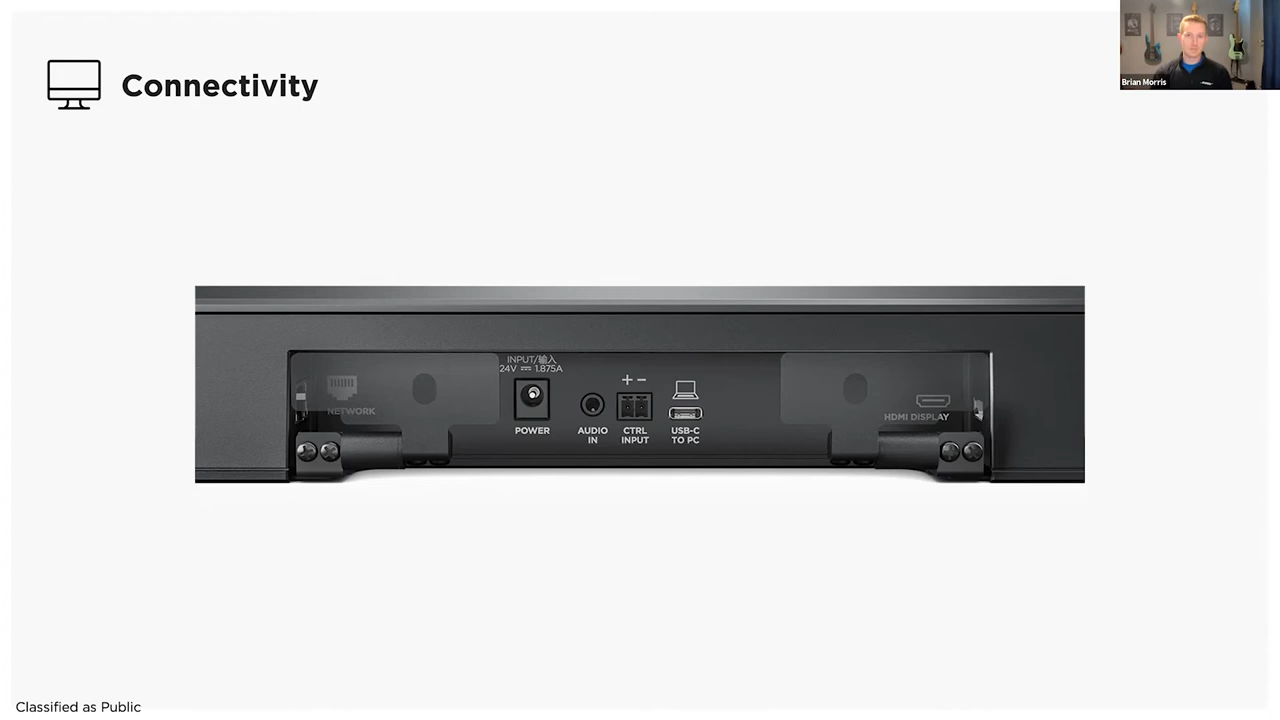 Connectivity
Brian Morris
INPUT/输入
24V ⎓ 1.875A
NETWORK
POWER
AUDIO
IN
+ −
CTRL
INPUT
USB-C
TO PC
HDMI DISPLAY
Classified as Public